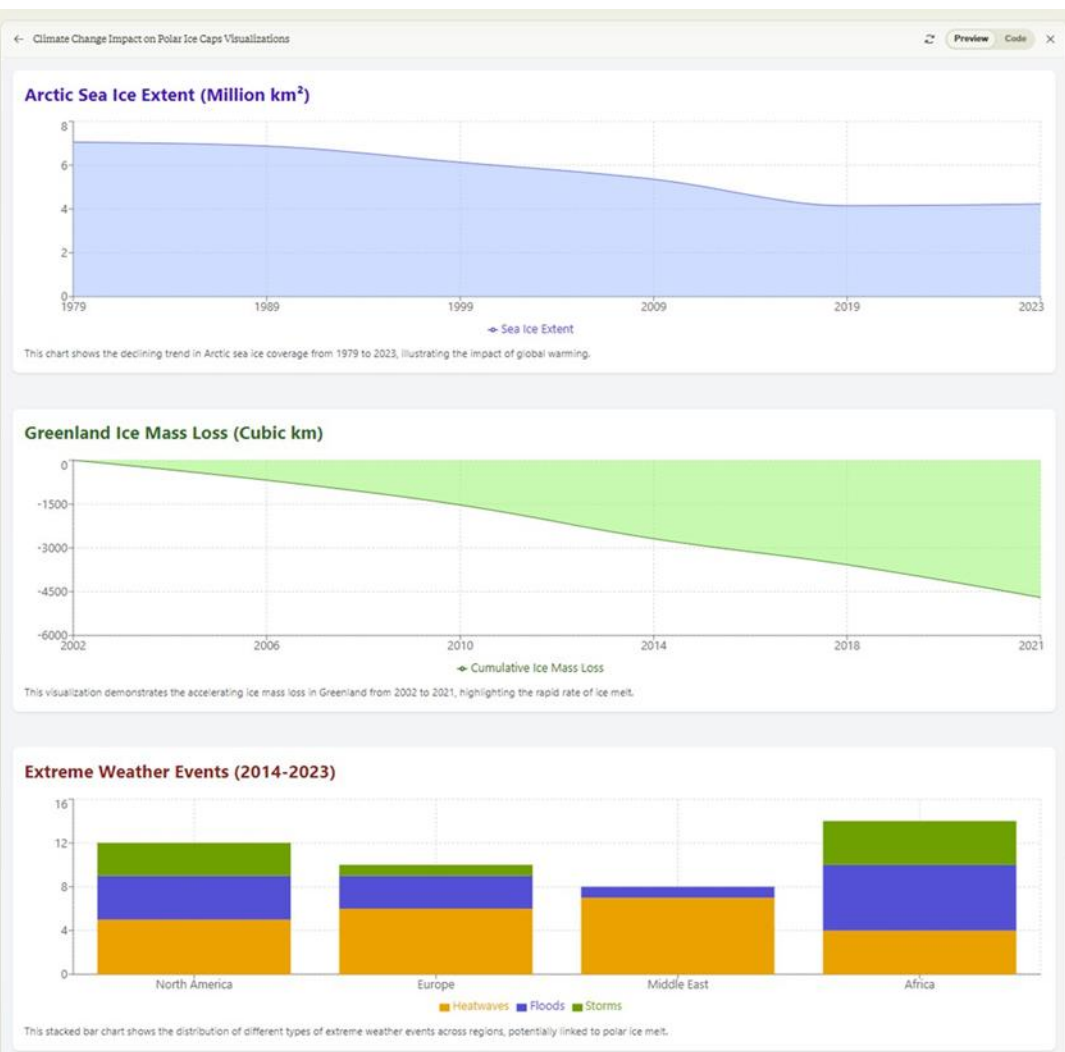 ← Climate Change Impact on Polar Ice Caps Visualizations
Preview Code ×
Arctic Sea Ice Extent (Million km²)
8
6
4
2
0
1979 1989 1999 2009 2019 2023
Sea Ice Extent
This chart shows the declining trend in Arctic sea ice coverage from 1979 to 2023, illustrating the impact of global warming.
Greenland Ice Mass Loss (Cubic km)
0
-1500
-3000
-4500
-6000
2002 2006 2010 2014 2018 2021
Cumulative Ice Mass Loss
This visualization demonstrates the accelerating ice mass loss in Greenland from 2002 to 2021, highlighting the rapid rate of ice melt.
Extreme Weather Events (2014-2023)
16
12
8
4
0
North America Europe Middle East Africa
Heatwaves Floods Storms
This stacked bar chart shows the distribution of different types of extreme weather events across regions, potentially linked to polar ice melt.